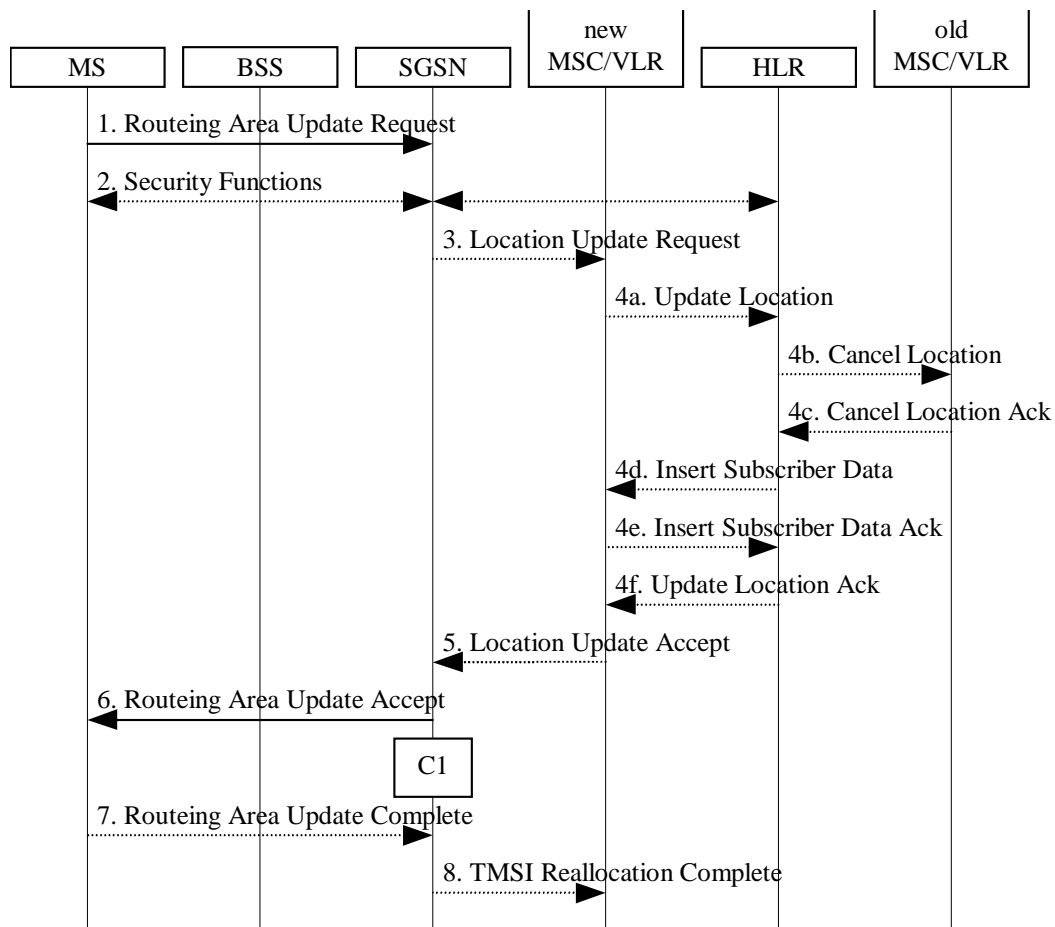 new
old
MS
BSS
SGSN
MSC/VLR
HLR
MSC/VLR
1. Routeing Area Update Request
2. Security Functions
3. Location Update Request
4a. Update Location
4b. Cancel Location
4c. Cancel Location Ack
4d. Insert Subscriber Data
4e. Insert Subscriber Data Ack
4f. Update Location Ack
5. Location Update Accept
6. Routeing Area Update Accept
C1
7. Routeing Area Update Complete
8. TMSI Reallocation Complete